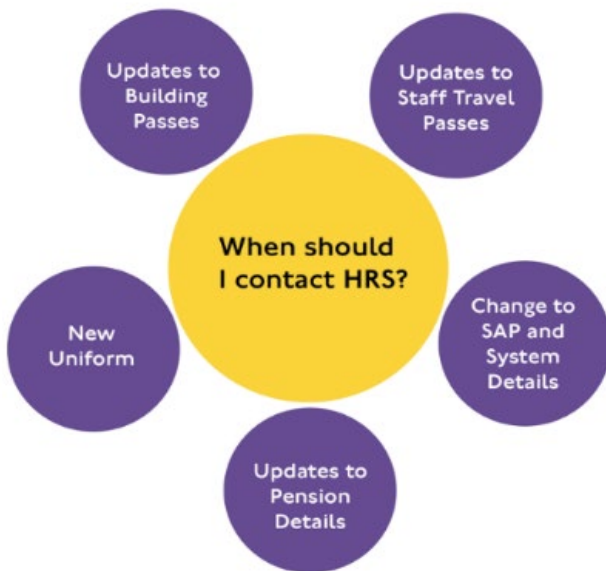 Updates to
Building
Passes
Updates to
Staff Travel
Passes
When should
I contact HRS?
New
Uniform
Change to
SAP and
System
Details
Updates to
Pension
Details